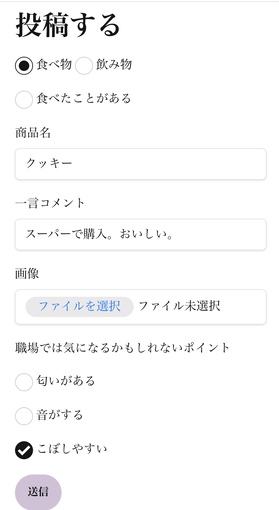 投稿する
食べ物 飲み物
食べたことがある
商品名
クッキー
一言コメント
スーパーで購入。おいしい。
画像
ファイルを選択 ファイル未選択
職場では気になるかもしれないポイント
匂いがある
音がする
こぼしやすい
送信